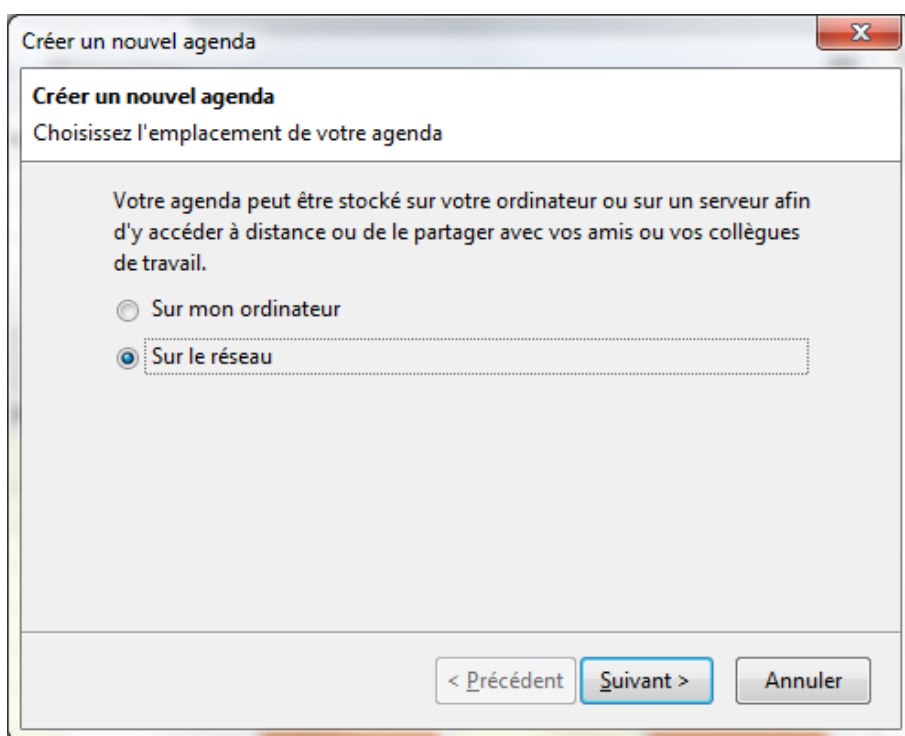 Créer un nouvel agenda
Créer un nouvel agenda
Choisissez l'emplacement de votre agenda
Votre agenda peut être stocké sur votre ordinateur ou sur un serveur afin
d'y accéder à distance ou de le partager avec vos amis ou vos collègues
de travail.
Sur mon ordinateur
Sur le réseau
< Précédent Suivant > Annuler